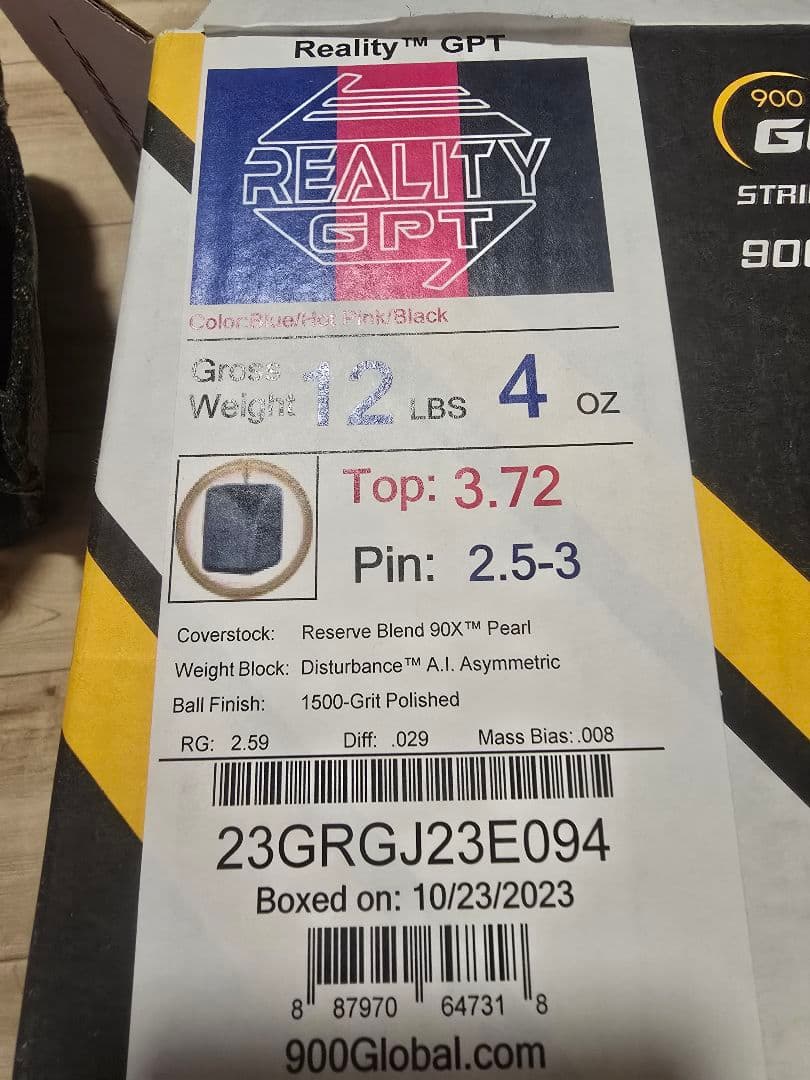 Reality™ GPT
REALITY
GPT
Color:Blue/Hot Pink/Black
Gross
Weight 12 LBS 4 OZ
Top: 3.72
Pin: 2.5-3
Coverstock: Reserve Blend 90X™ Pearl
Weight Block: Disturbance™ A.I. Asymmetric
Ball Finish: 1500-Grit Polished
RG: 2.59 Diff: .029 Mass Bias: .008
23GRGJ23E094
Boxed on: 10/23/2023
8 87970 64731 8
900Global.com
900